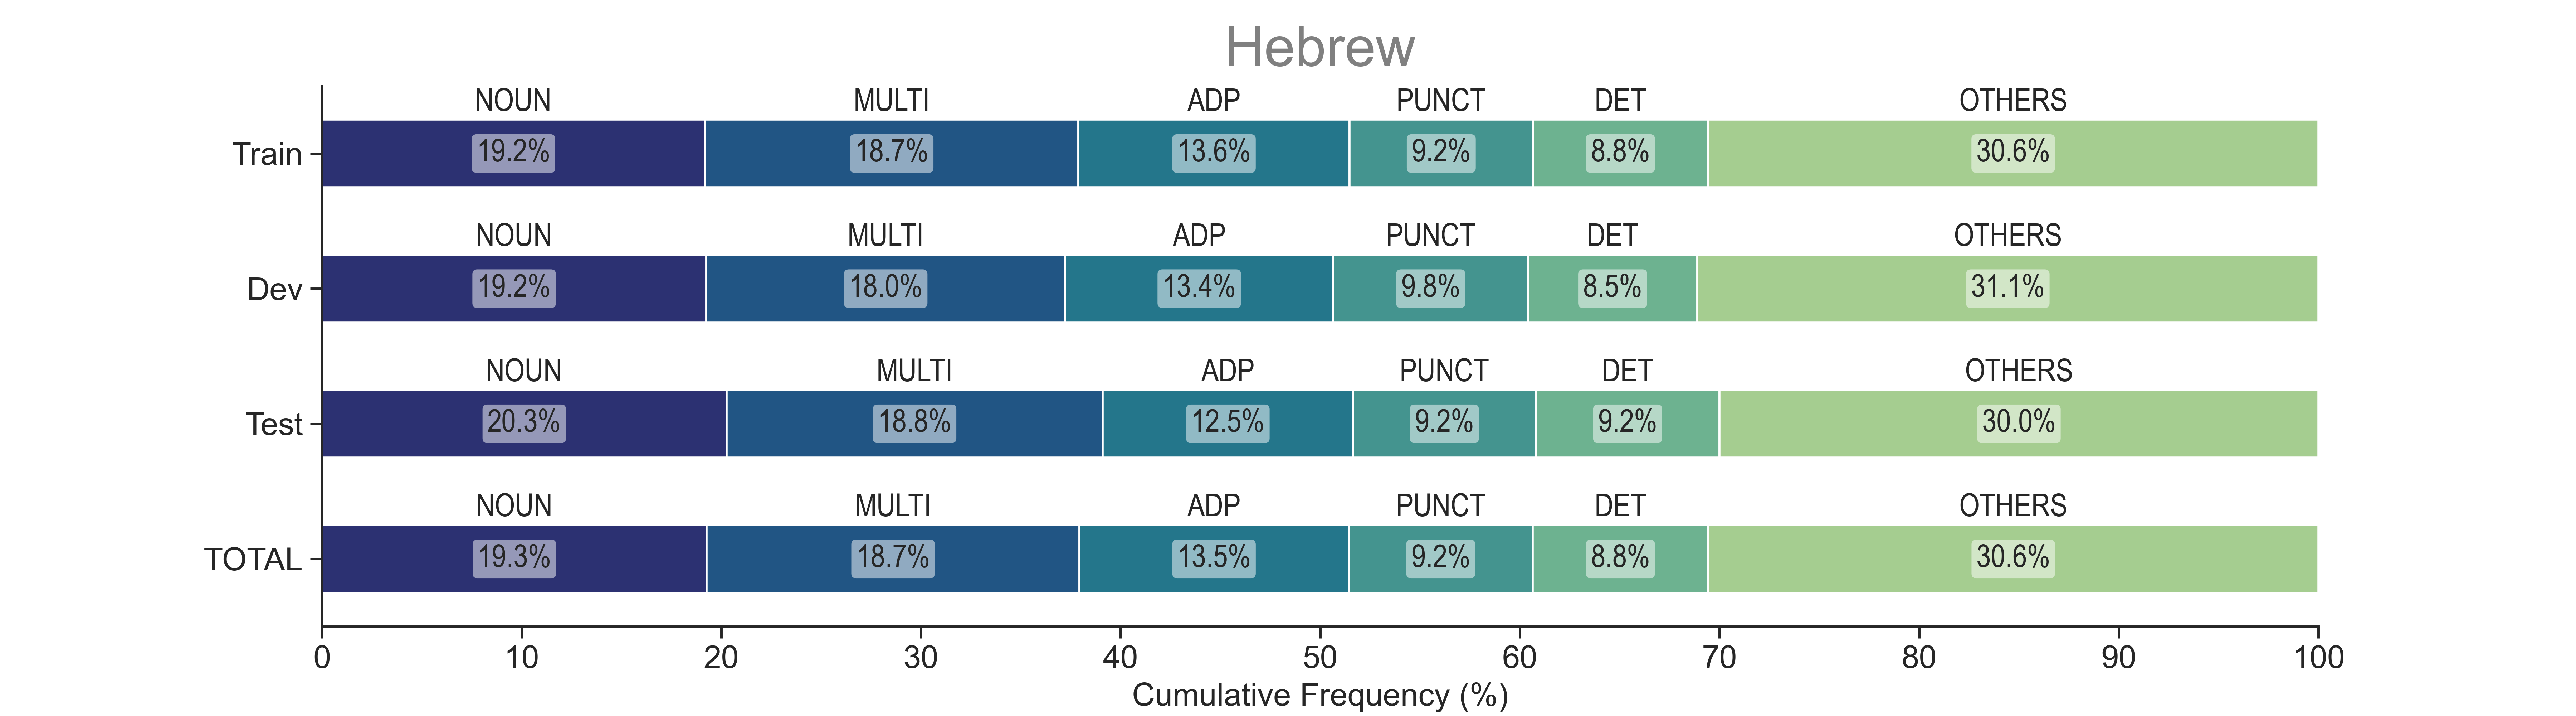 Hebrew
NOUN MULTI ADP PUNCT DET OTHERS
Train 19.2% 18.7% 13.6% 9.2% 8.8% 30.6%
NOUN MULTI ADP PUNCT DET OTHERS
Dev 19.2% 18.0% 13.4% 9.8% 8.5% 31.1%
NOUN MULTI ADP PUNCT DET OTHERS
Test 20.3% 18.8% 12.5% 9.2% 9.2% 30.0%
NOUN MULTI ADP PUNCT DET OTHERS
TOTAL 19.3% 18.7% 13.5% 9.2% 8.8% 30.6%
0 10 20 30 40 50 60 70 80 90 100
Cumulative Frequency (%)